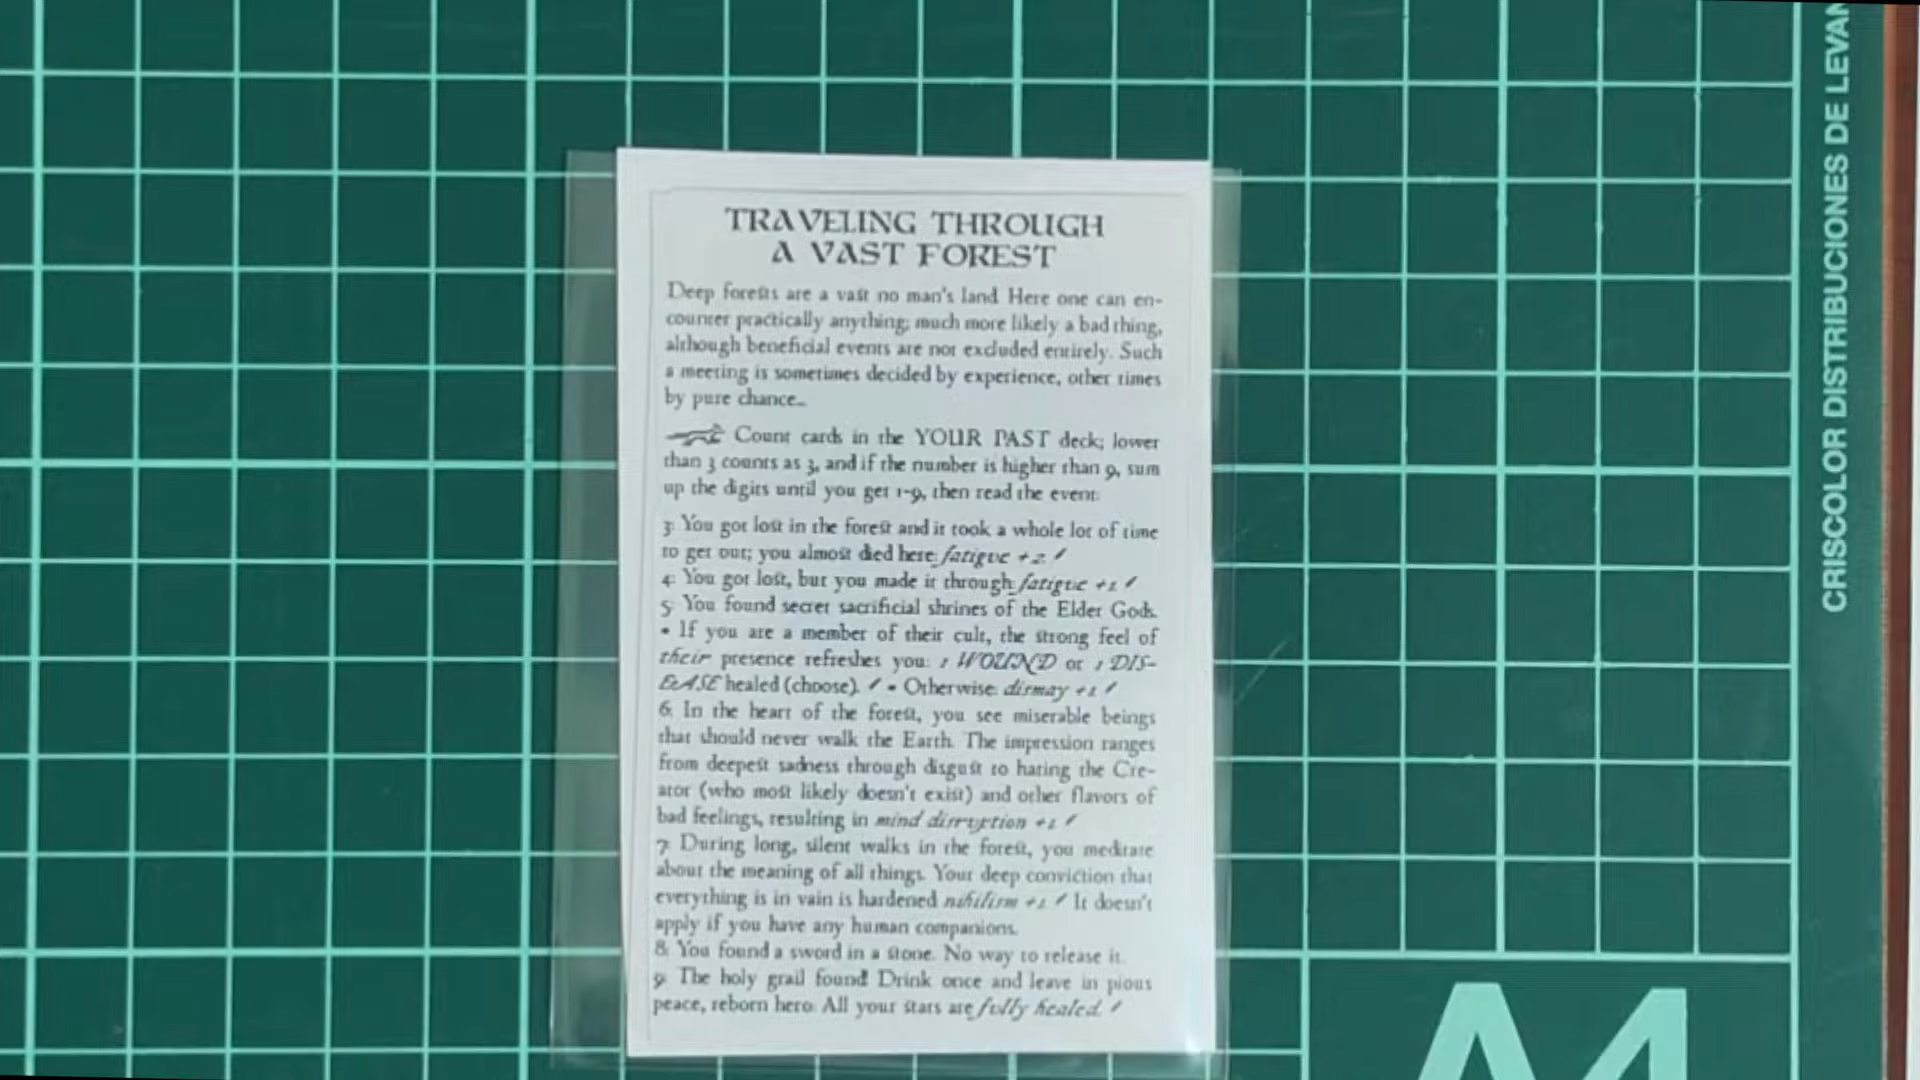 TRAVELING THROUGH
A VAST FOREST
Deep forests are a vast no man's land. Here one can en-
counter practically anything; much more likely a bad thing,
although beneficial events are not excluded entirely. Such
a meeting is sometimes decided by experience, other times
by pure chance...
Count cards in the YOUR PAST deck; lower
than 3 counts as 3, and if the number is higher than 9, sum
up the digits until you get 1-9, then read the event:
3: You got lost in the forest and it took a whole lot of time
to get out; you almost died here: fatigue +2
4: You got lost, but you made it through: fatigue +1
5: You found secret sacrificial shrines of the Elder Gods.
• If you are a member of their cult, the strong feel of
their presence refreshes you: 1 WOUND or 1 DIS-
EASE healed (choose). • Otherwise: dismay +1
6: In the heart of the forest, you see miserable beings
that should never walk the Earth. The impression ranges
from deepest sadness through disgust to hating the Cre-
ator (who most likely doesn't exist) and other flavors of
bad feelings, resulting in mind disruption +1
7: During long, silent walks in the forest, you meditate
about the meaning of all things. Your deep conviction that
everything is in vain is hardened: nihilism +1 It doesn't
apply if you have any human companions.
8: You found a sword in a stone. No way to release it.
9: The holy grail found! Drink once and leave in pious
peace, reborn hero: All your stars are fully healed.
CRISCOLOR DISTRIBUCIONES DE LEVAN
A4